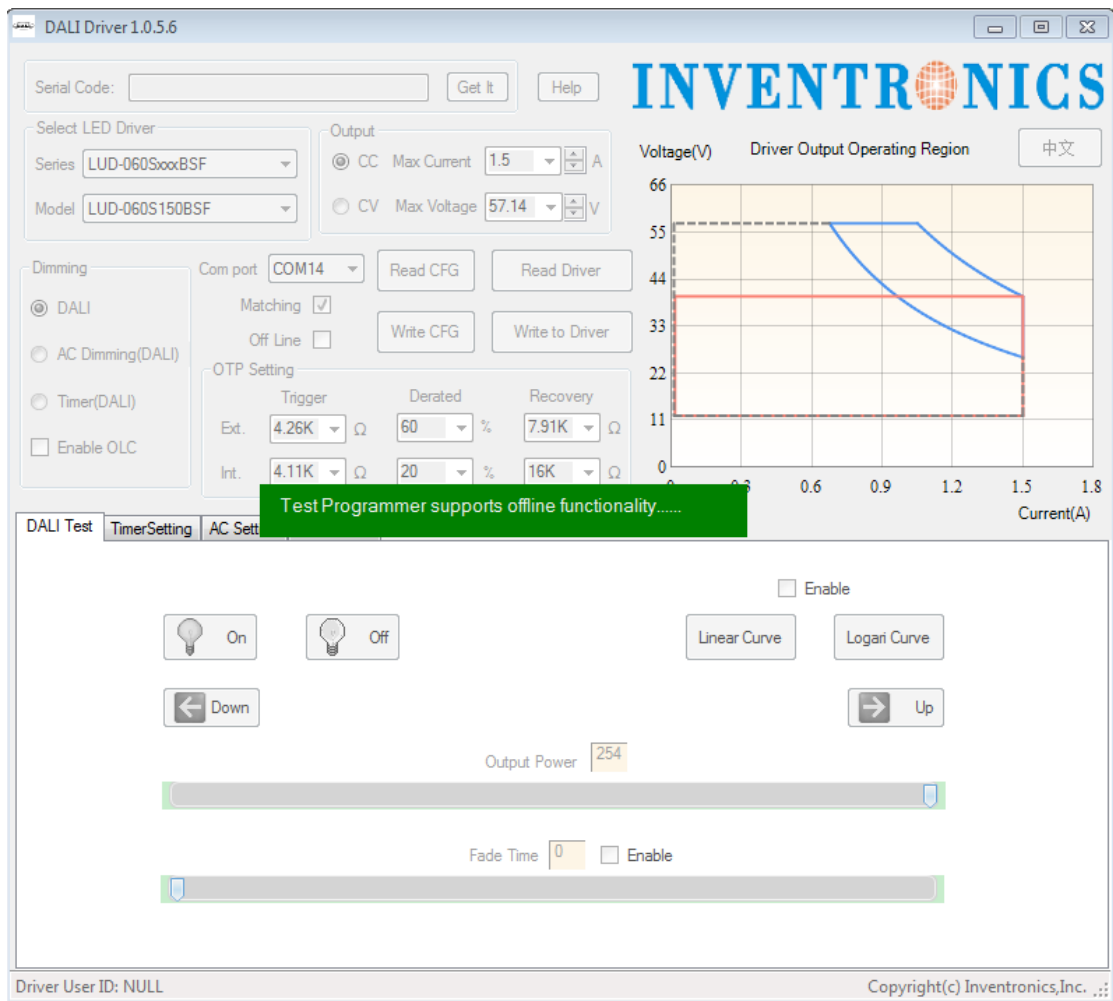 DALI Driver 1.0.5.6
Serial Code:
Get It
Help
INVENTRONICS
Select LED Driver
Series LUD-060SxxxBSF
Model LUD-060S150BSF
Output
CC Max Current 1.5 A
CV Max Voltage 57.14 V
Voltage(V) Driver Output Operating Region
中文
66
55
44
33
22
11
0
0.6 0.9 1.2 1.5 1.8
Current(A)
Dimming
DALI
AC Dimming(DALI)
Timer(DALI)
Enable OLC
Com port COM14
Read CFG
Read Driver
Matching
Off Line
Write CFG
Write to Driver
OTP Setting
Trigger Derated Recovery
Ext. 4.26K Ω 60 % 7.91K Ω
Int. 4.11K Ω 20 % 16K Ω
Test Programmer supports offline functionality......
DALI Test TimerSetting AC Sett
Enable
On
Off
Linear Curve
Logari Curve
Down
Up
Output Power 254
Fade Time 0 Enable
Driver User ID: NULL
Copyright(c) Inventronics,Inc.